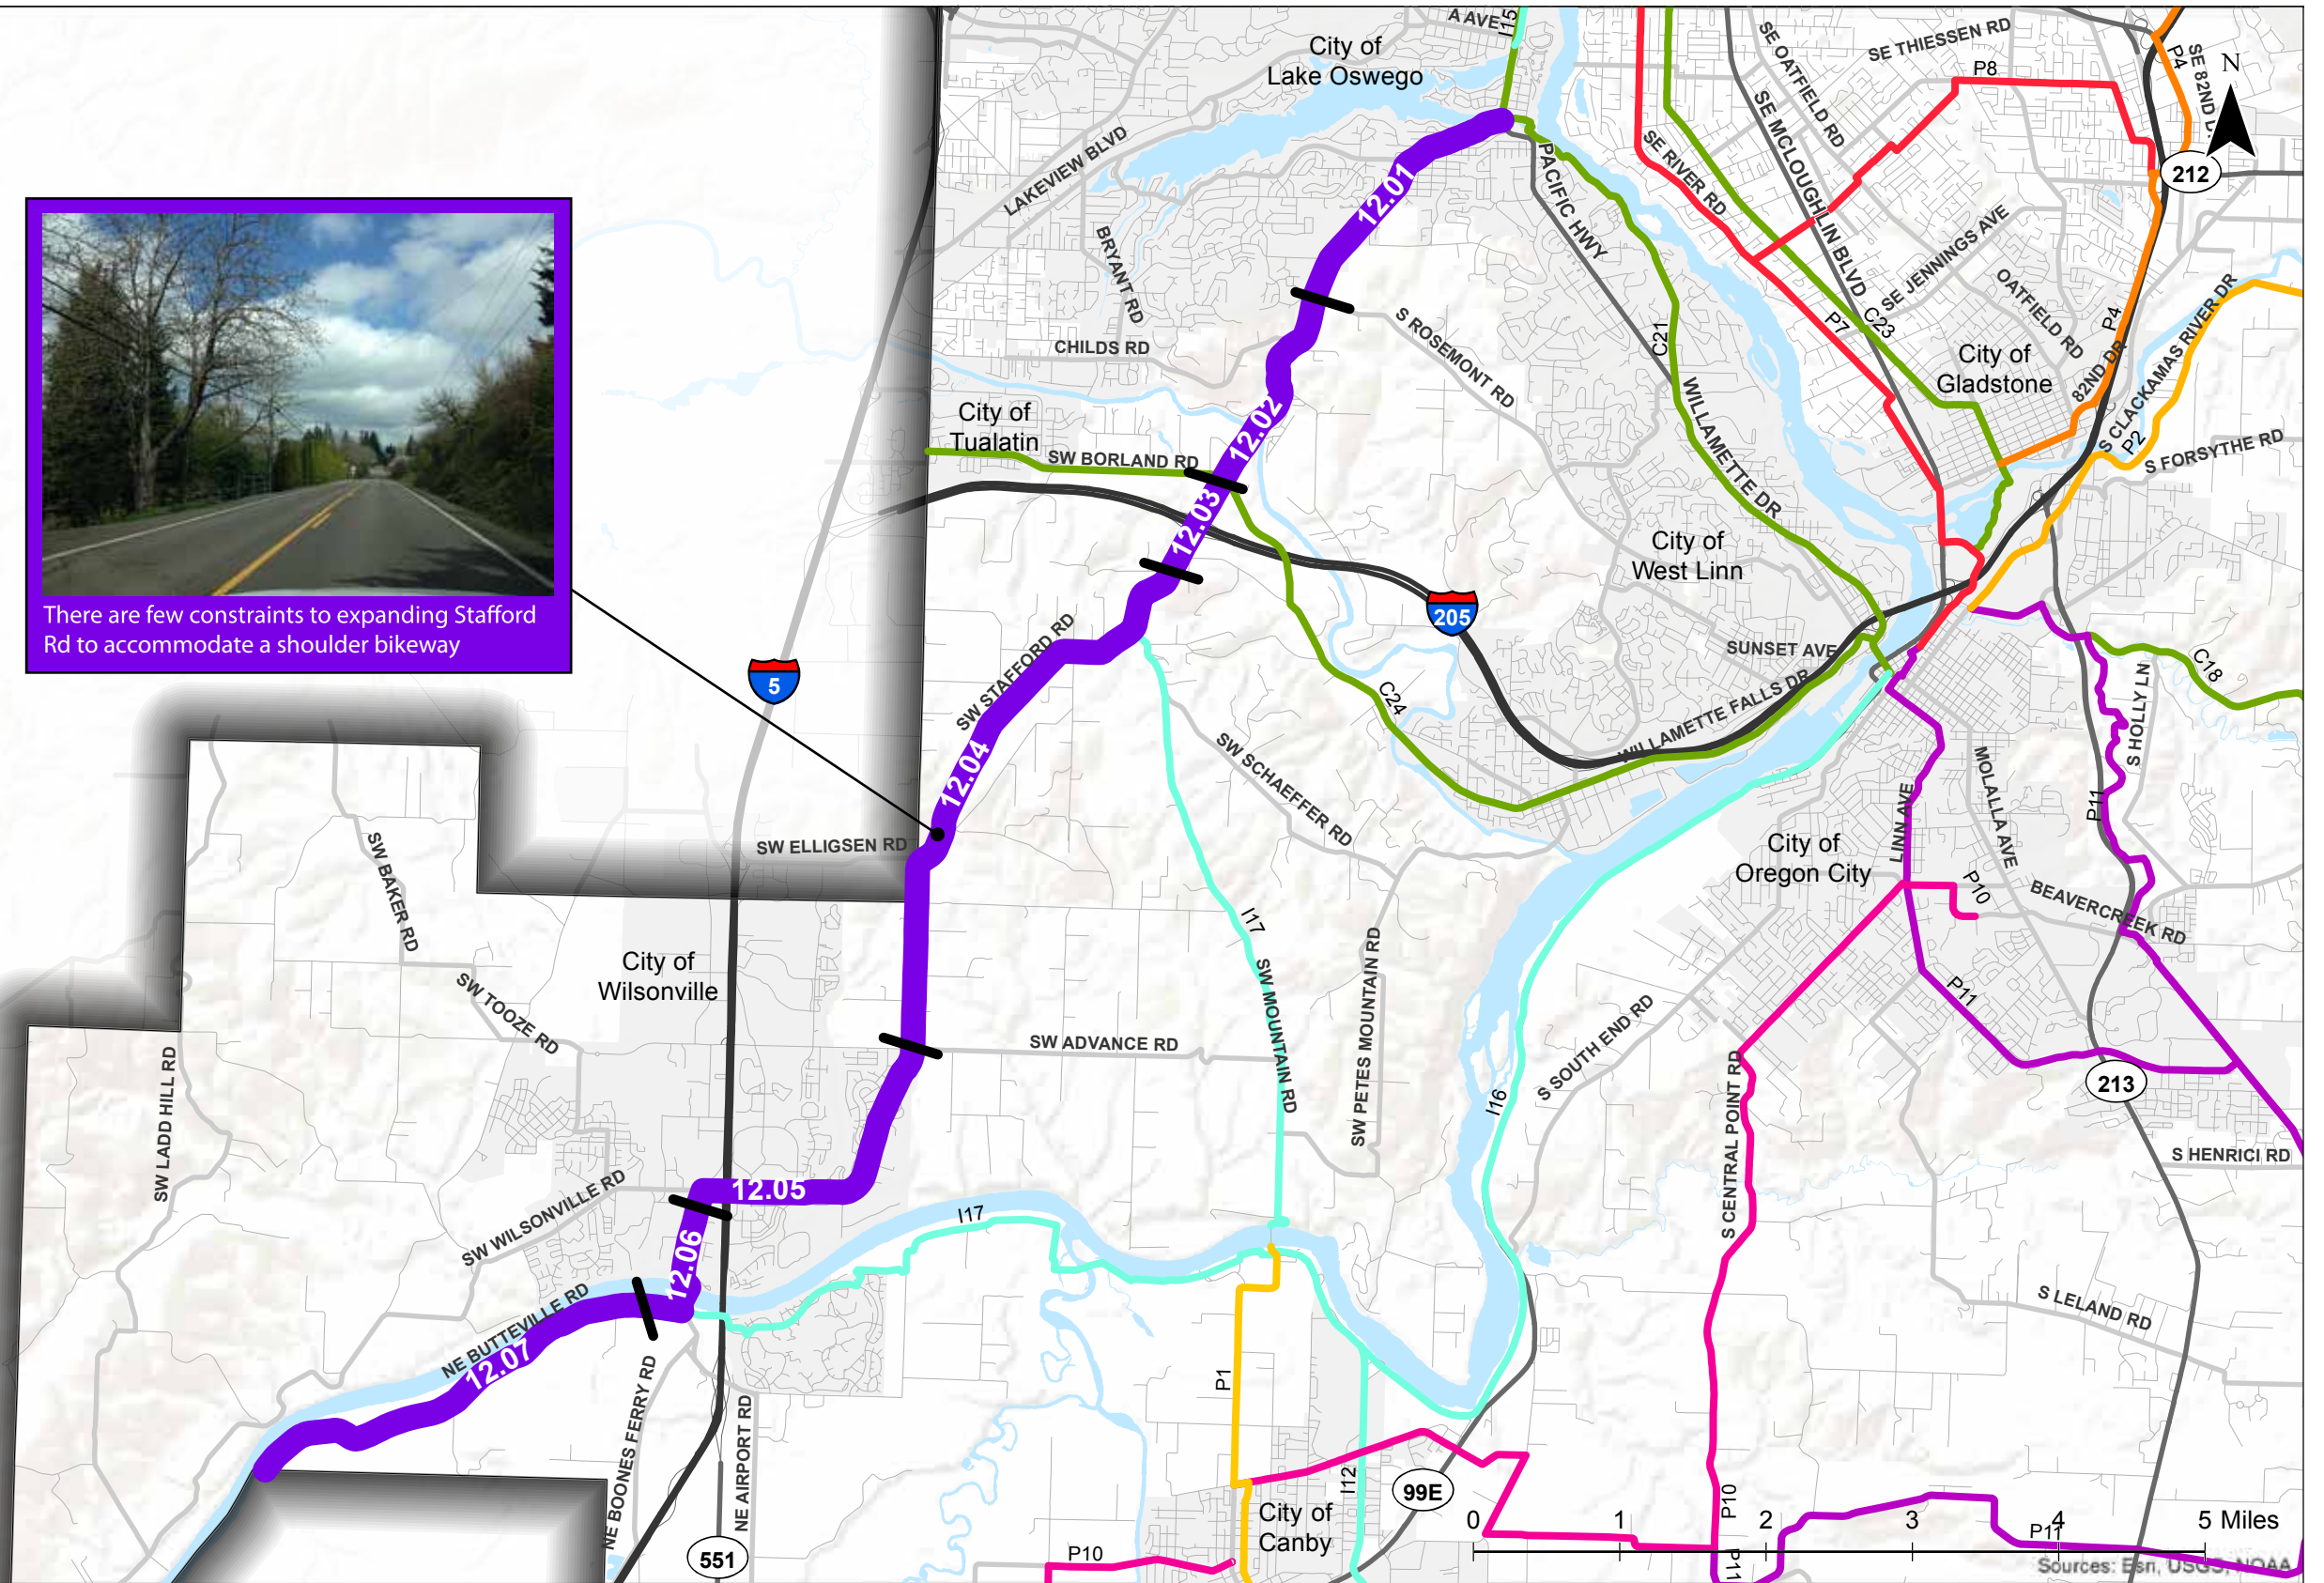 A AVE
I15
City of
Lake Oswego
SE OATFIELD RD
SE THIESSEN RD
P8
P4
SE 82ND D
N
212
LAKEVIEW BLVD
12.01
PACIFIC HWY
SE RIVER RD
SE MCLOUGHLIN BLVD
SE JENNINGS AVE
BRYANT RD
CHILDS RD
S ROSEMONT RD
C21
P7
C23
OATFIELD RD
P4
City of
Gladstone
82ND DR
S CLACKAMAS RIVER DR
P2
S FORSYTHE RD
City of
Tualatin
SW BORLAND RD
12.02
12.03
WILLAMETTE DR
City of
West Linn
205
There are few constraints to expanding Stafford
Rd to accommodate a shoulder bikeway
5
SW STAFFORD RD
12.04
SUNSET AVE
WILLAMETTE FALLS DR
C24
C18
S HOLLY LN
SW SCHAEFFER RD
SW ELLIGSEN RD
SW BAKER RD
City of
Oregon City
LINN AVE
MOLALLA AVE
P11
P10
BEAVERCREEK RD
I17
City of
Wilsonville
SW TOOZE RD
SW MOUNTAIN RD
SW PETES MOUNTAIN RD
SW ADVANCE RD
P11
S SOUTH END RD
SW LADD HILL RD
I16
S CENTRAL POINT RD
213
S HENRICI RD
12.05
SW WILSONVILLE RD
I17
12.06
NE BUTTEVILLE RD
12.07
S LELAND RD
P1
NE BOONES FERRY RD
NE AIRPORT RD
I12
99E
City of
Canby
P10
551
P10
P11
P11
0 1 2 3 4 5 Miles
Sources: Esri, USGS, NOAA